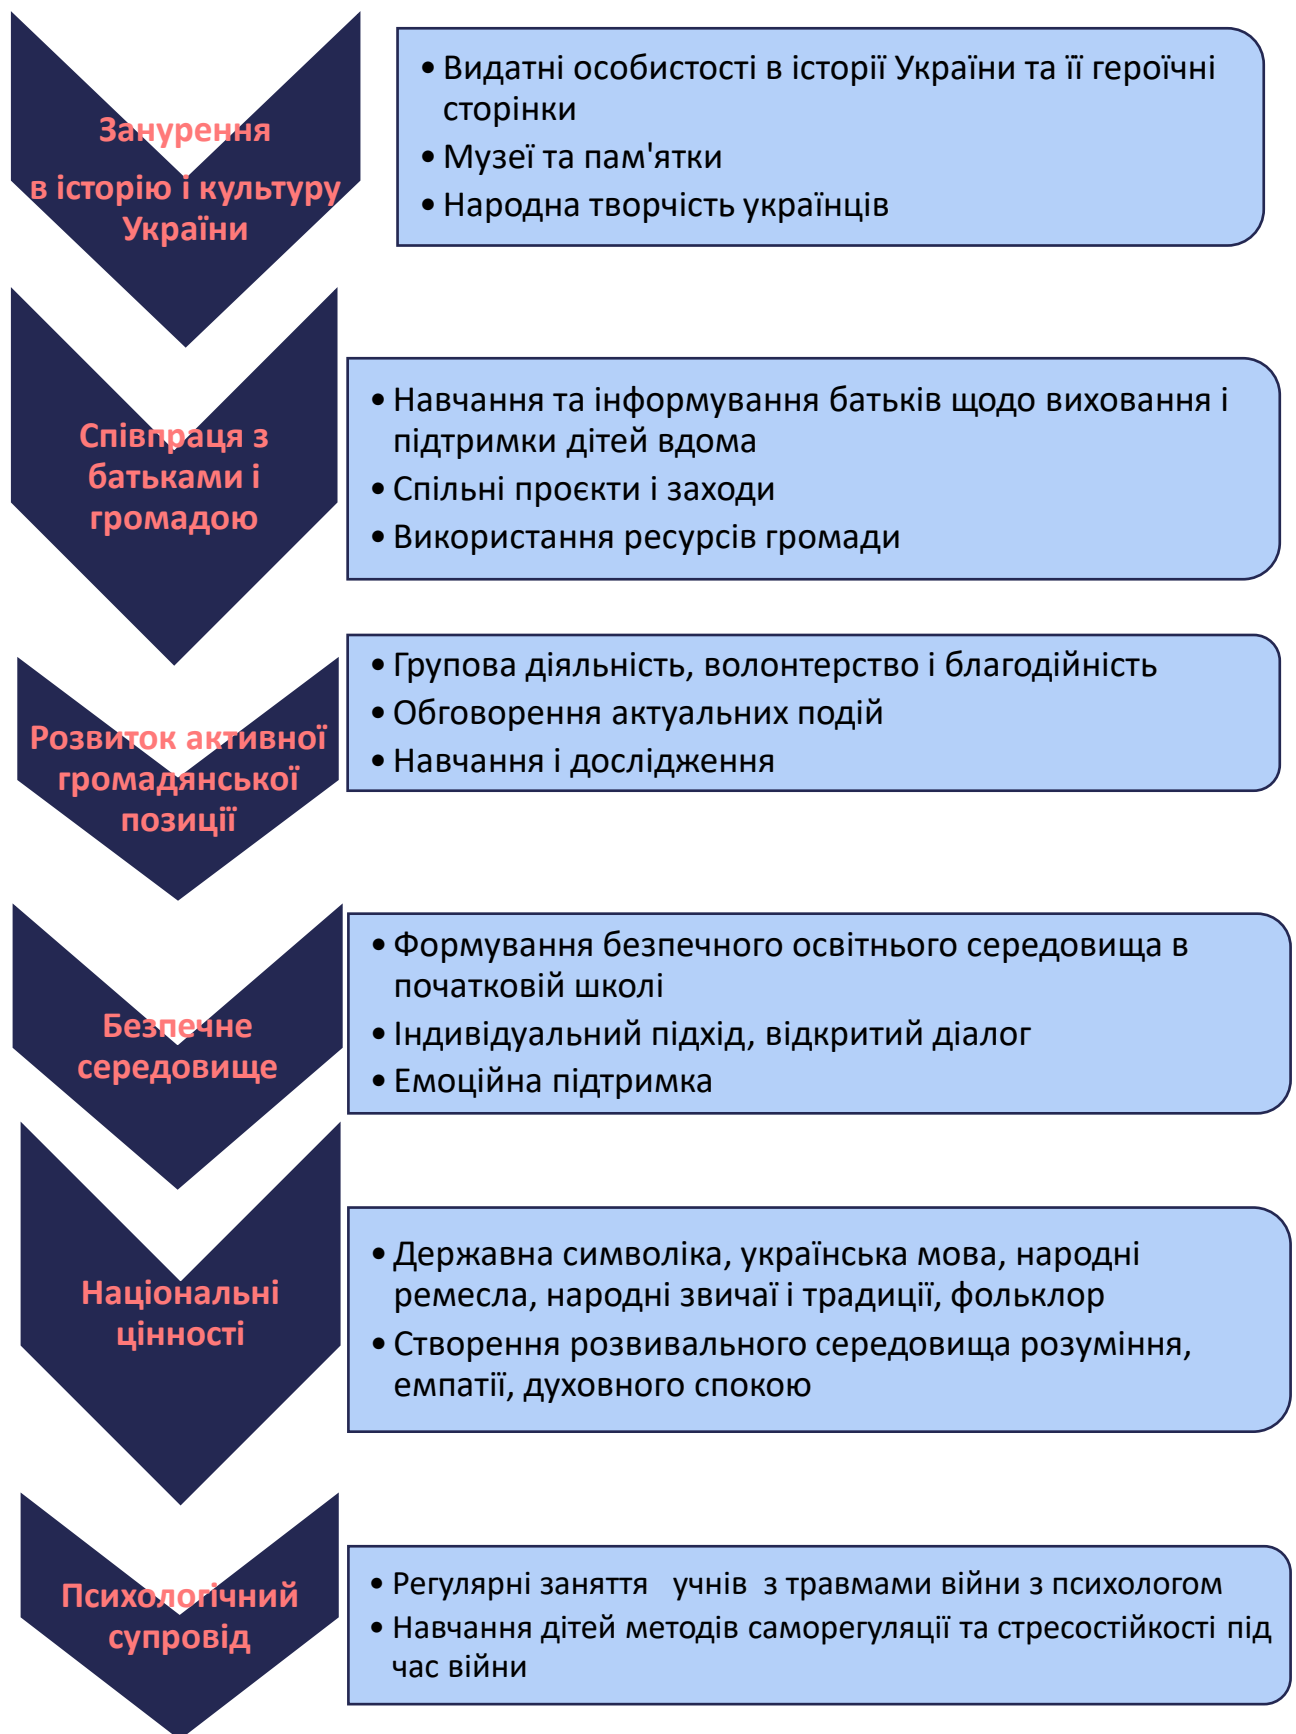 Занурення
в історію і культуру
України
• Видатні особистості в історії України та її героїчні
сторінки
• Музеї та пам'ятки
• Народна творчість українців
Співпраця з
батьками і
громадою
• Навчання та інформування батьків щодо виховання і
підтримки дітей вдома
• Спільні проєкти і заходи
• Використання ресурсів громади
Розвиток активної
громадянської
позиції
• Групова діяльність, волонтерство і благодійність
• Обговорення актуальних подій
• Навчання і дослідження
Безпечне
середовище
• Формування безпечного освітнього середовища в
початковій школі
• Індивідуальний підхід, відкритий діалог
• Емоційна підтримка
Національні
цінності
• Державна символіка, українська мова, народні
ремесла, народні звичаї і традиції, фольклор
• Створення розвивального середовища розуміння,
емпатії, духовного спокою
Психологічний
супровід
• Регулярні заняття учнів з травмами війни з психологом
• Навчання дітей методів саморегуляції та стресостійкості під
час війни